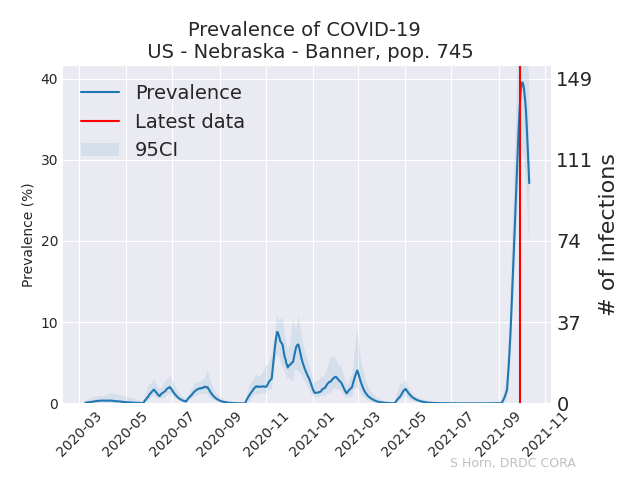 Prevalence of COVID-19
US - Nebraska - Banner, pop. 745
Prevalence
Latest data
95CI
Prevalence (%)
40
30
20
10
0
149
111
74
37
0
# of infections
2020-03
2020-05
2020-07
2020-09
2020-11
2021-01
2021-03
2021-05
2021-07
2021-09
2021-11
S Horn, DRDC CORA